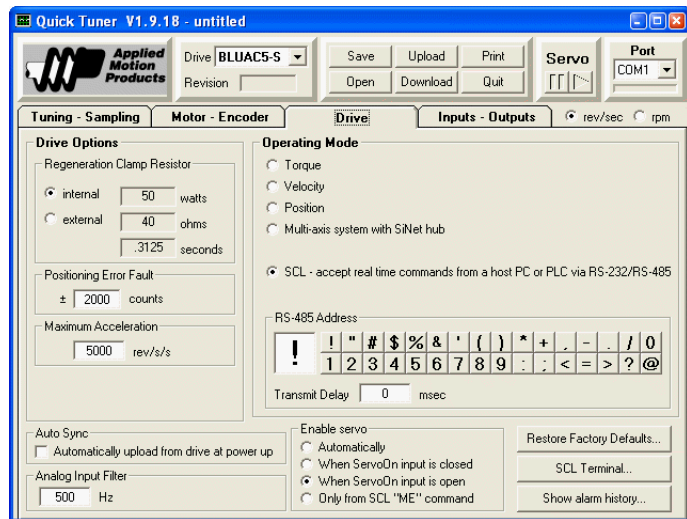 Quick Tuner V1.9.18 - untitled
Applied Motion Products
Drive BLUAC5-S
Revision
Save Upload Print
Open Download Quit
Servo
Port
COM1
Tuning - Sampling Motor - Encoder Drive Inputs - Outputs rev/sec rpm
Drive Options
Regeneration Clamp Resistor
internal 50 watts
external 40 ohms
.3125 seconds
Positioning Error Fault
± 2000 counts
Maximum Acceleration
5000 rev/s/s
Operating Mode
Torque
Velocity
Position
Multi-axis system with SiNet hub
SCL - accept real time commands from a host PC or PLC via RS-232/RS-485
RS-485 Address
!
! " # $ % & ' ( ) * + , - . / 0
1 2 3 4 5 6 7 8 9 : ; < = > ? @
Transmit Delay 0 msec
Auto Sync
Automatically upload from drive at power up
Analog Input Filter
500 Hz
Enable servo
Automatically
When ServoOn input is closed
When ServoOn input is open
Only from SCL "ME" command
Restore Factory Defaults...
SCL Terminal...
Show alarm history...